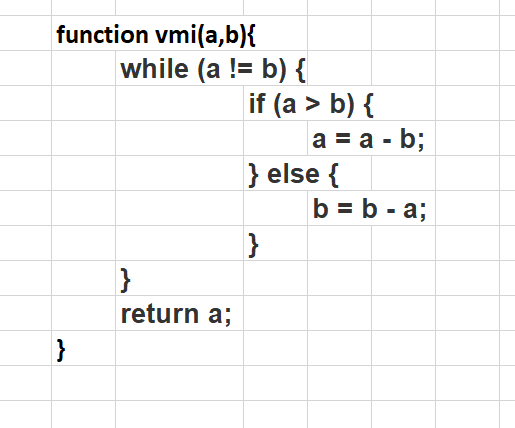 function vmi(a,b){
while (a != b) {
if (a > b) {
a = a - b;
} else {
b = b - a;
}
}
return a;
}